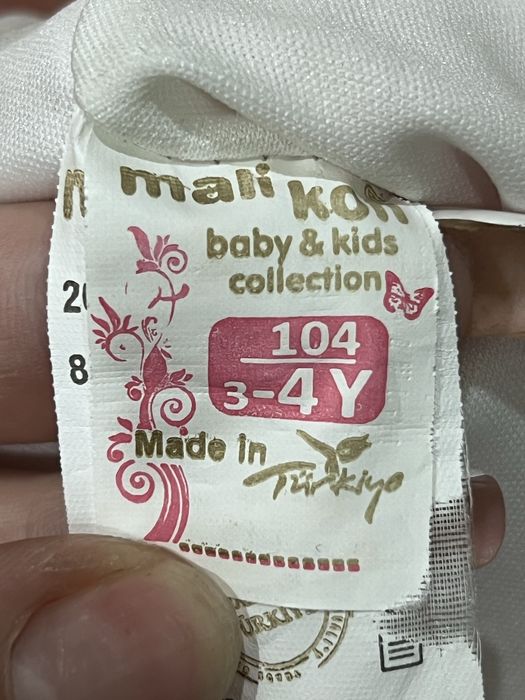 mali kon
baby & kids
collection
104
3-4 Y
Made in
Türkiye